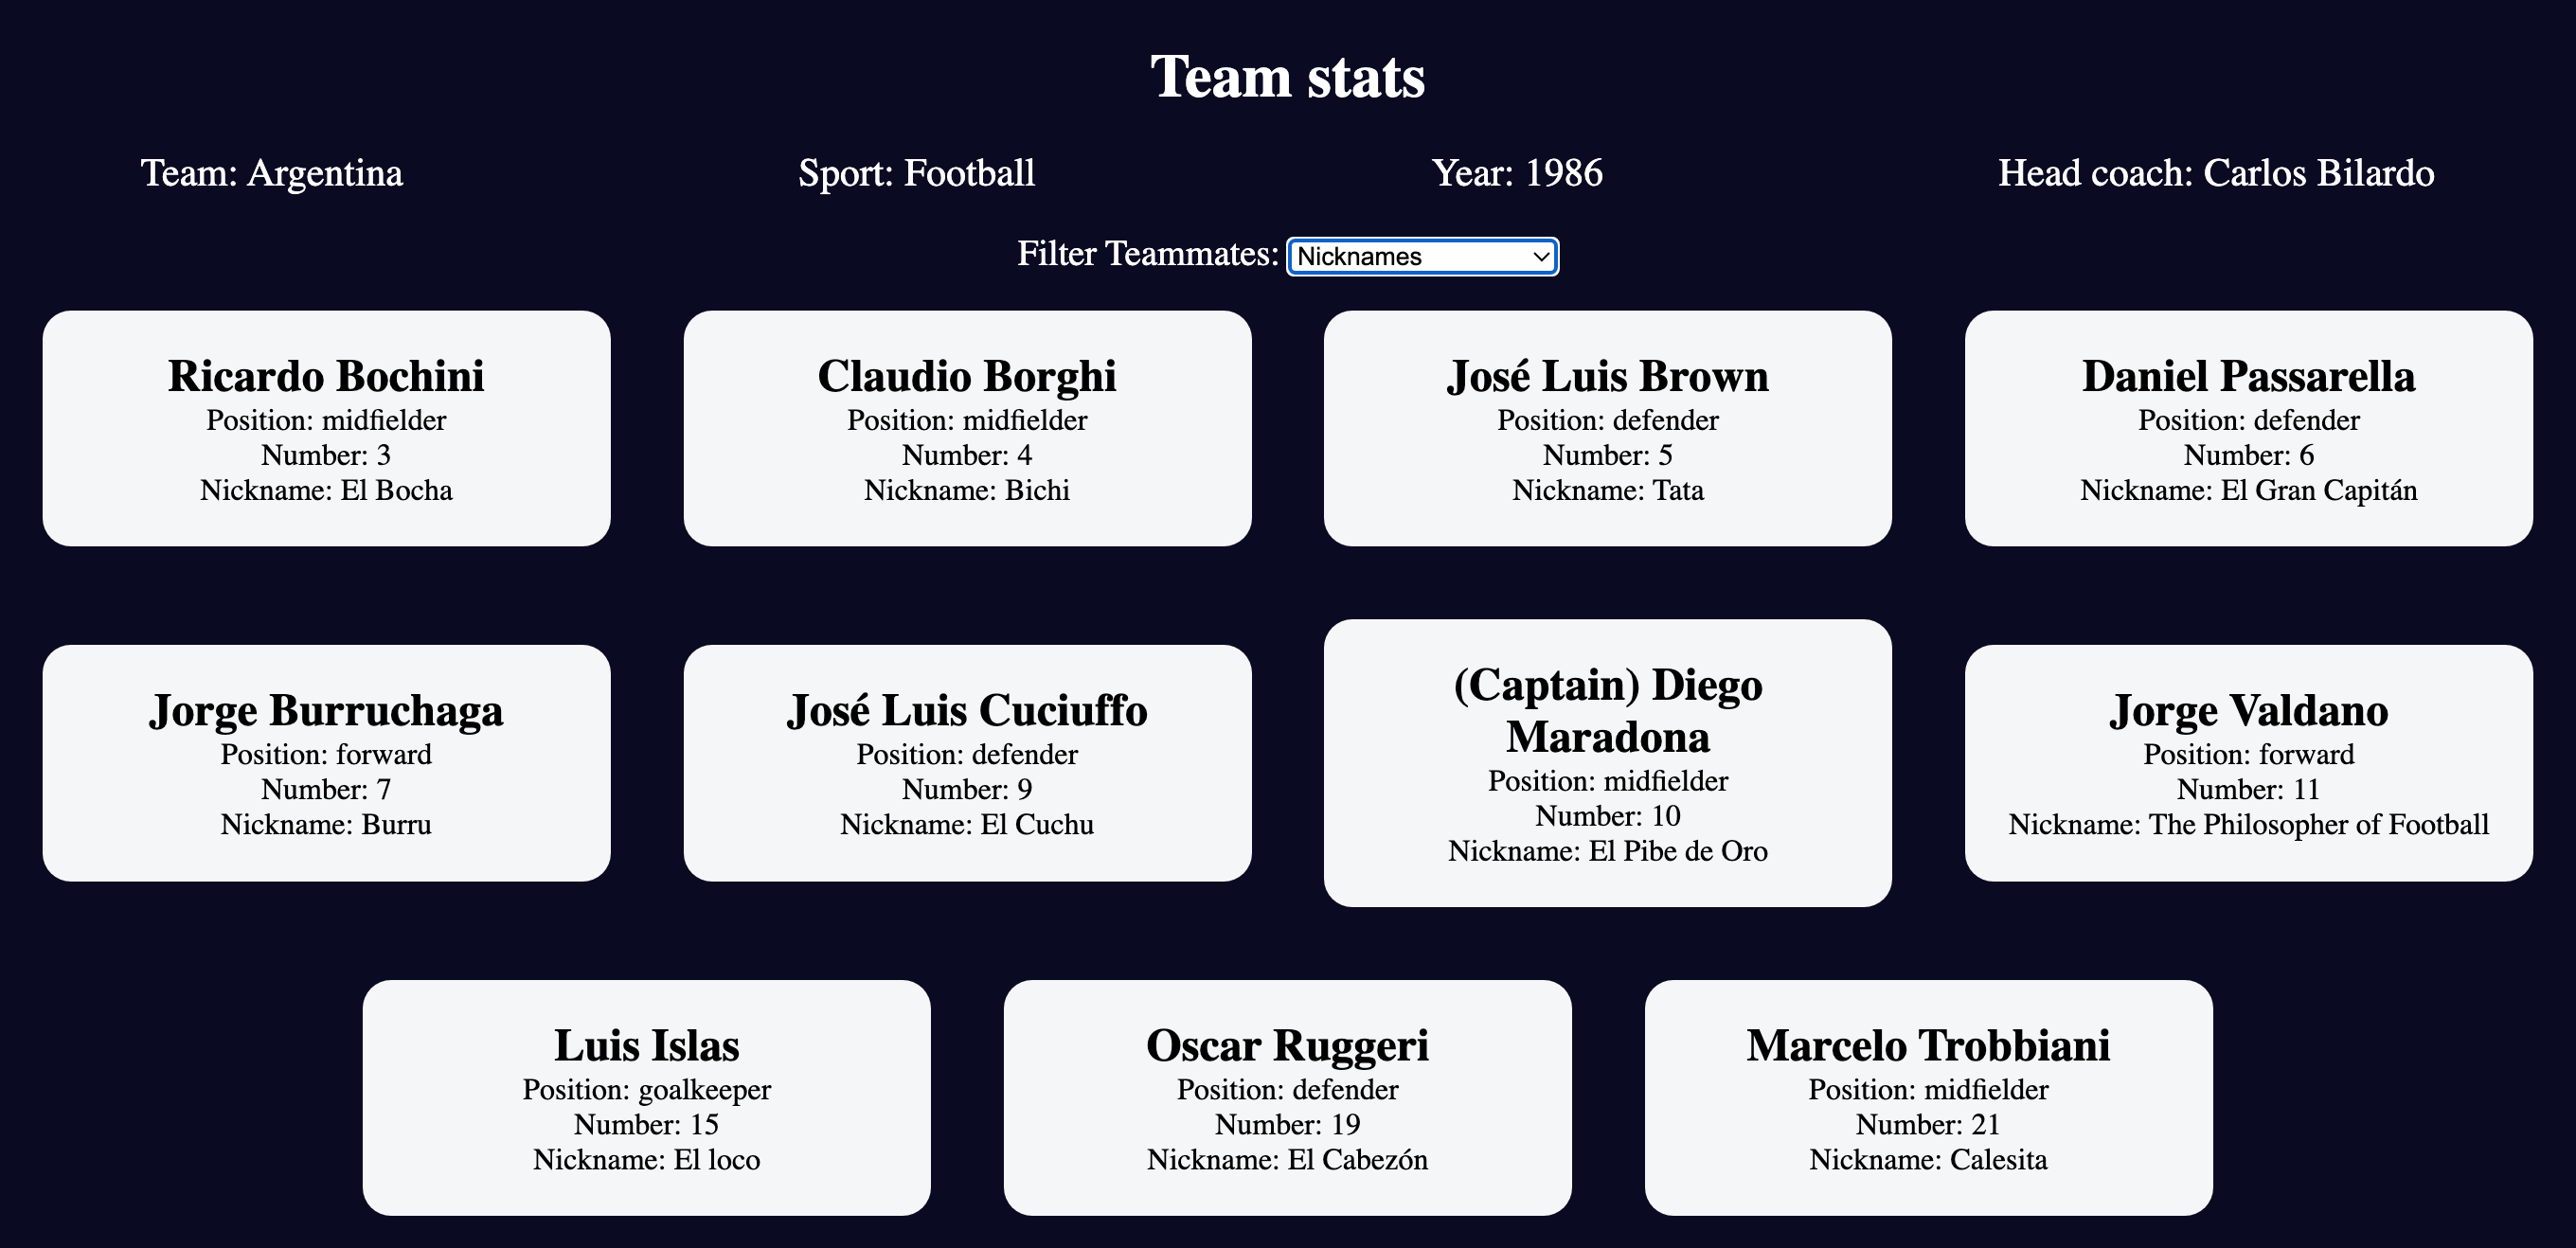 Team stats
Team: Argentina
Sport: Football
Year: 1986
Head coach: Carlos Bilardo
Filter Teammates: Nicknames
Ricardo Bochini
Position: midfielder
Number: 3
Nickname: El Bocha
Claudio Borghi
Position: midfielder
Number: 4
Nickname: Bichi
José Luis Brown
Position: defender
Number: 5
Nickname: Tata
Daniel Passarella
Position: defender
Number: 6
Nickname: El Gran Capitán
Jorge Burruchaga
Position: forward
Number: 7
Nickname: Burru
José Luis Cuciuffo
Position: defender
Number: 9
Nickname: El Cuchu
(Captain) Diego
Maradona
Position: midfielder
Number: 10
Nickname: El Pibe de Oro
Jorge Valdano
Position: forward
Number: 11
Nickname: The Philosopher of Football
Luis Islas
Position: goalkeeper
Number: 15
Nickname: El loco
Oscar Ruggeri
Position: defender
Number: 19
Nickname: El Cabezón
Marcelo Trobbiani
Position: midfielder
Number: 21
Nickname: Calesita